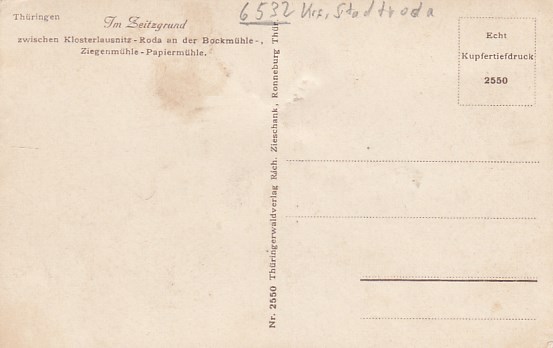 Thüringen
Im Zeitzgrund
zwischen Klosterlausnitz-Roda an der Bockmühle-,
Ziegenmühle-Papiermühle.
6532 Krs. Stadtroda
Echt
Kupfertiefdruck
2550
Nr. 2550 Thüringerwaldverlag Rich. Zieschank, Ronneburg Thür